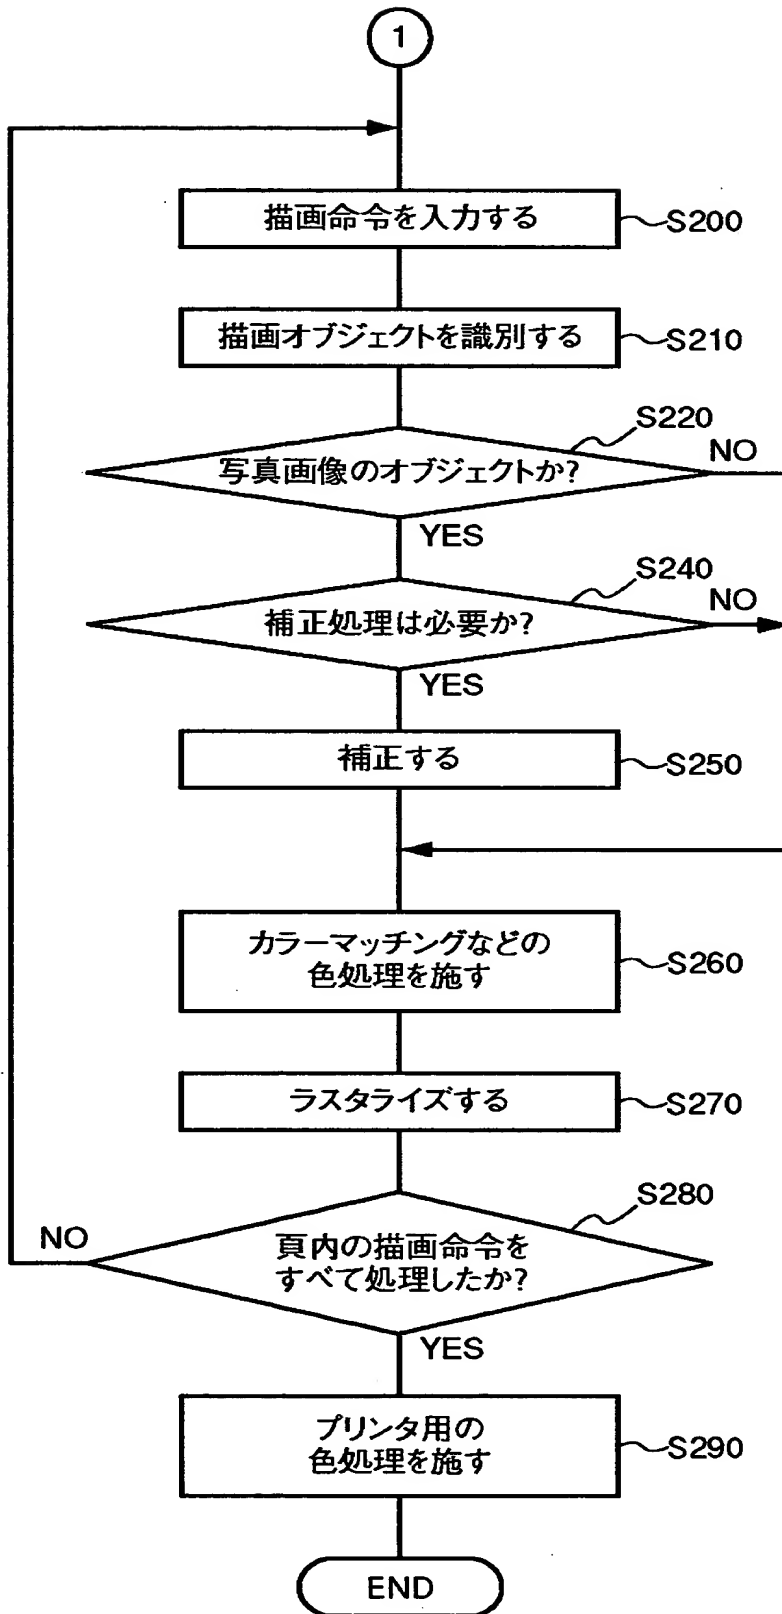 1
描画命令を入力する
S200
描画オブジェクトを識別する
S210
S220
写真画像のオブジェクトか?
NO
YES
S240
補正処理は必要か?
NO
YES
補正する
S250
カラーマッチングなどの
色処理を施す
S260
ラスタライズする
S270
S280
NO
頁内の描画命令を
すべて処理したか?
YES
プリンタ用の
色処理を施す
S290
END